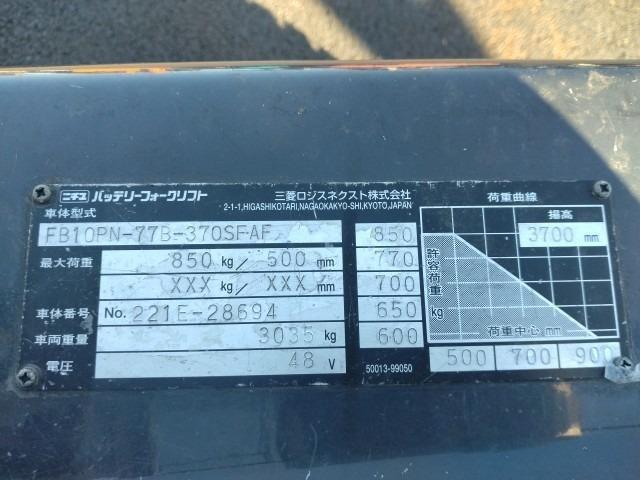 ニチユ バッテリーフォークリフト 三菱ロジスネクスト株式会社
2-1-1,HIGASHIKOTARI,NAGAOKAKYO-SHI,KYOTO,JAPAN
車体型式
FB10PN-77B-370SFAF
最大荷重 850 kg/ 500 mm
XXX kg/ XXX mm
車体番号 No. 221E-28694
車両重量 3035 kg
電圧 48 V
850
770
700
650
600
50013-99050
荷重曲線
揚高
3700 mm
許容荷重 kg
荷重中心 mm
500 700 900